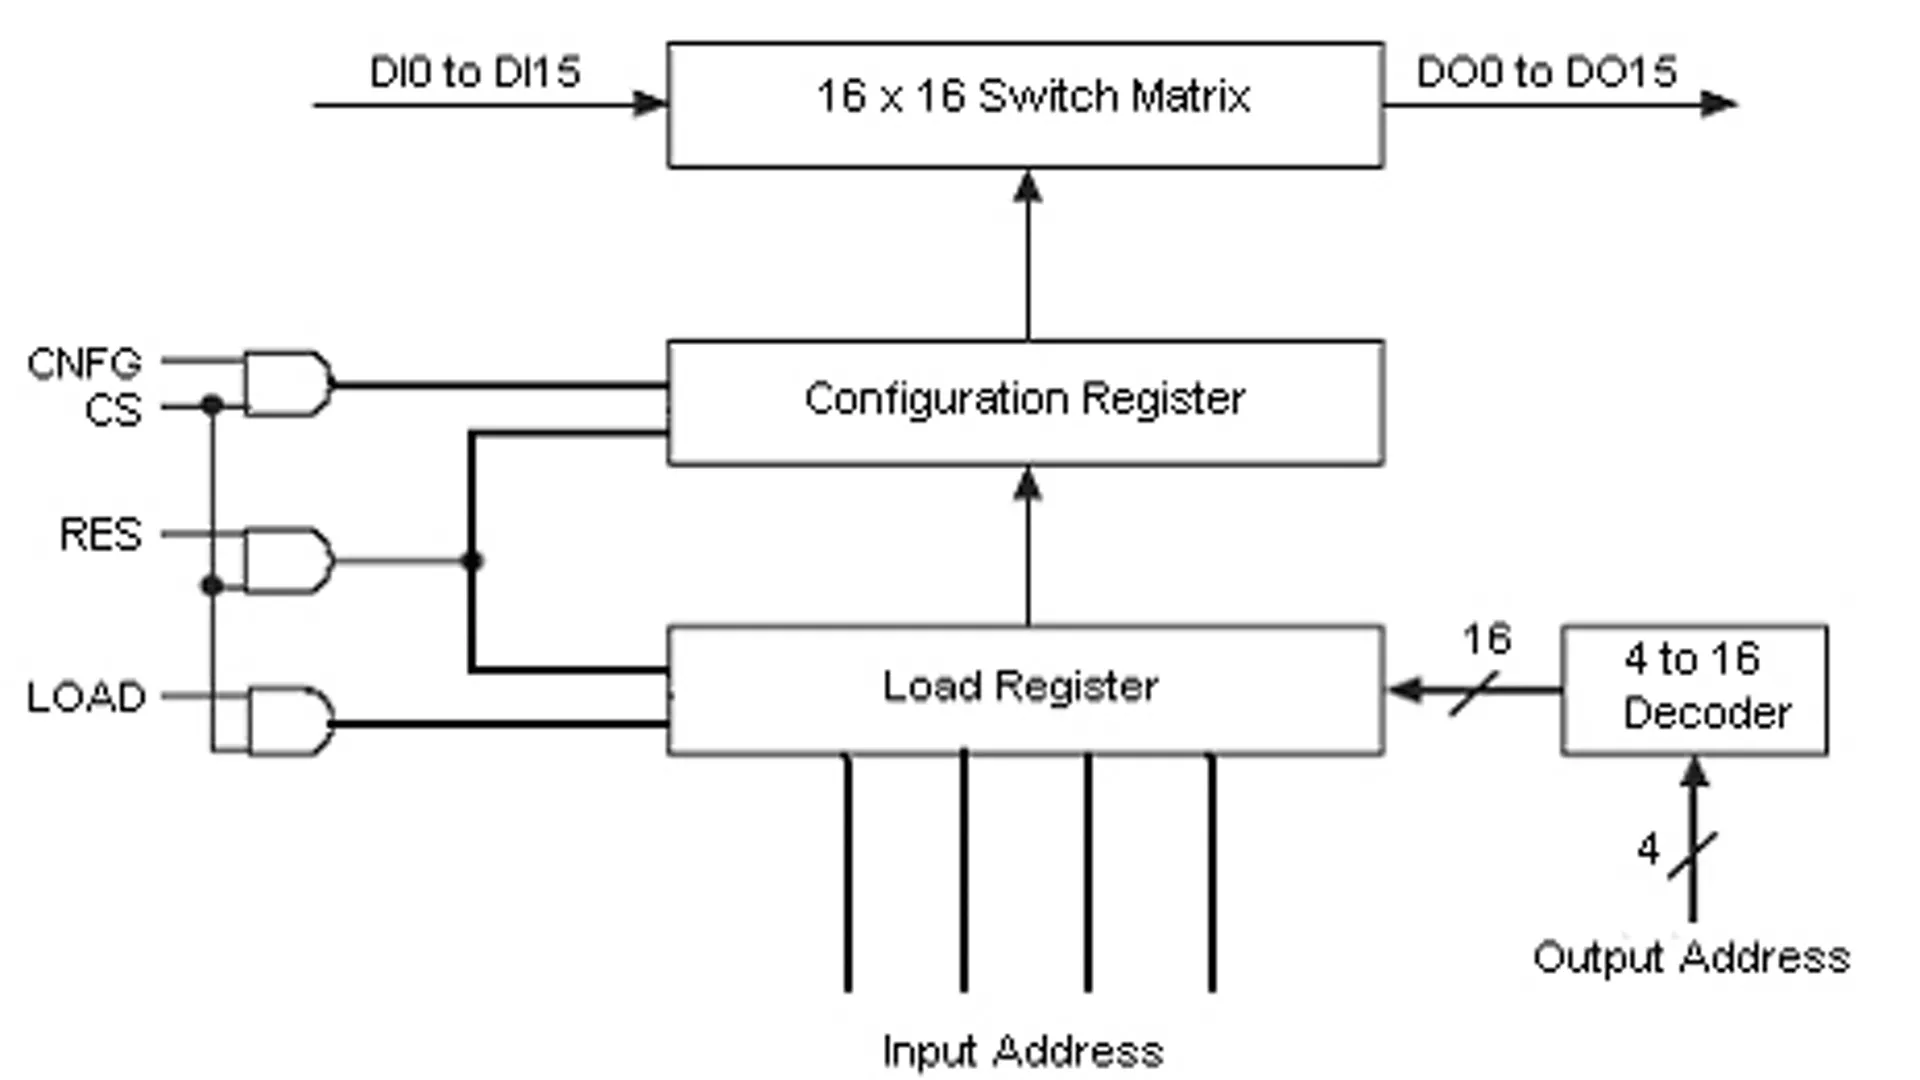 DI0 to DI15
16 x 16 Switch Matrix
DO0 to DO15
CNFG
CS
Configuration Register
RES
LOAD
Load Register
16
4 to 16
Decoder
4
Output Address
Input Address